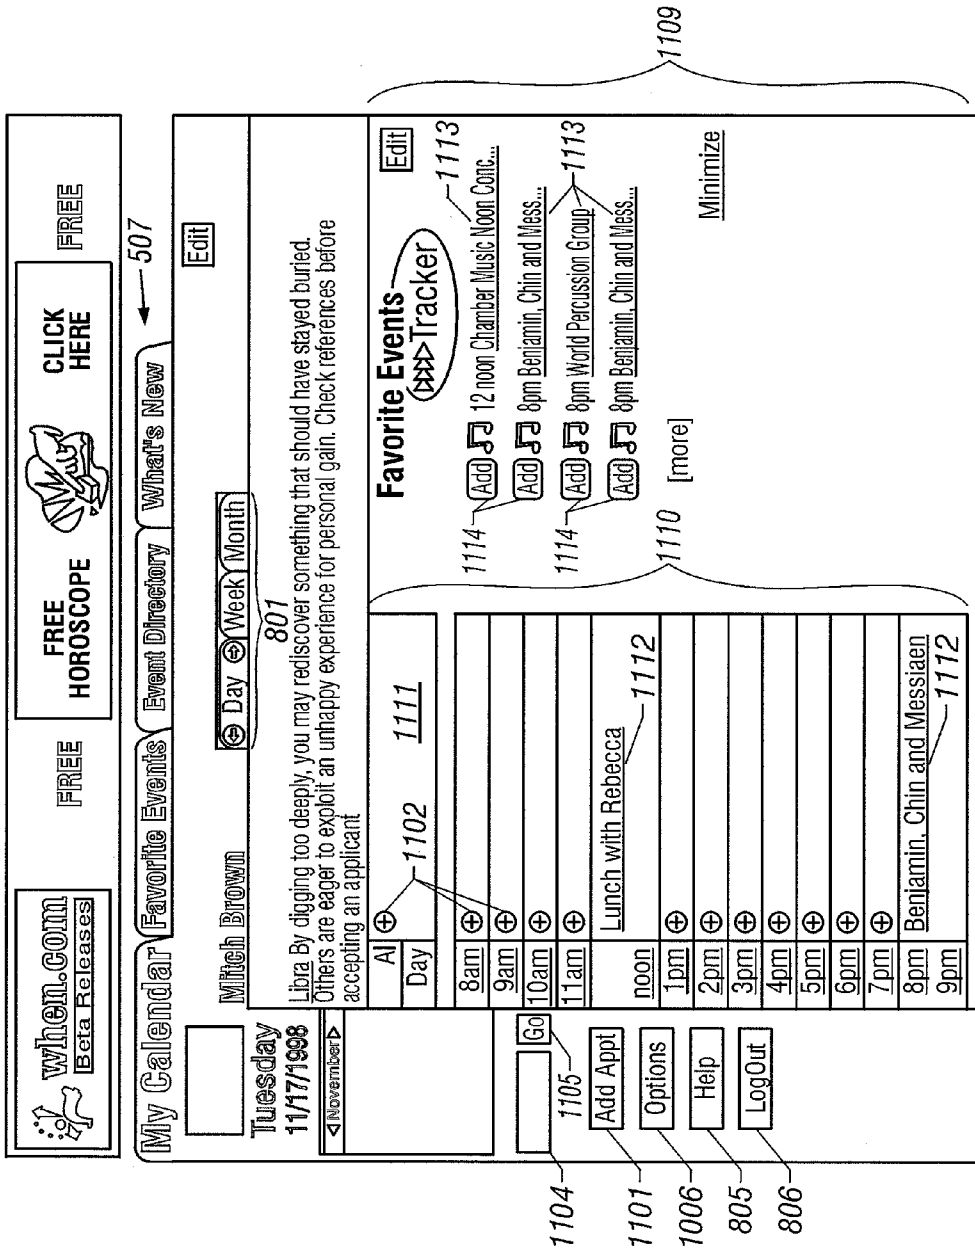 when.com
Beta Releases
FREE
FREE
HOROSCOPE
CLICK
HERE
FREE
My Calendar
Favorite Events
Event Directory
What's New
507
Tuesday
11/17/1998
November
Mitch Brown
Day
Week
Month
Edit
801
Libra By digging too deeply, you may rediscover something that should have stayed buried.
Others are eager to exploit an unhappy experience for personal gain. Check references before
accepting an applicant
Al
Day
1102
1111
8am
9am
10am
11am
noon Lunch with Rebecca
1112
1pm
2pm
3pm
4pm
5pm
6pm
7pm
8pm Benjamin, Chin and Messiaen
9pm
1112
Favorite Events
Tracker
Edit
1113
Add 12 noon Chamber Music Noon Conc...
Add 8pm Benjamin, Chin and Mess...
Add 8pm World Percussion Group
Add 8pm Benjamin, Chin and Mess...
1113
1114
1114
[more]
Minimize
1110
1109
Go
1104
1105
Add Appt
1101
Options
1006
Help
805
LogOut
806